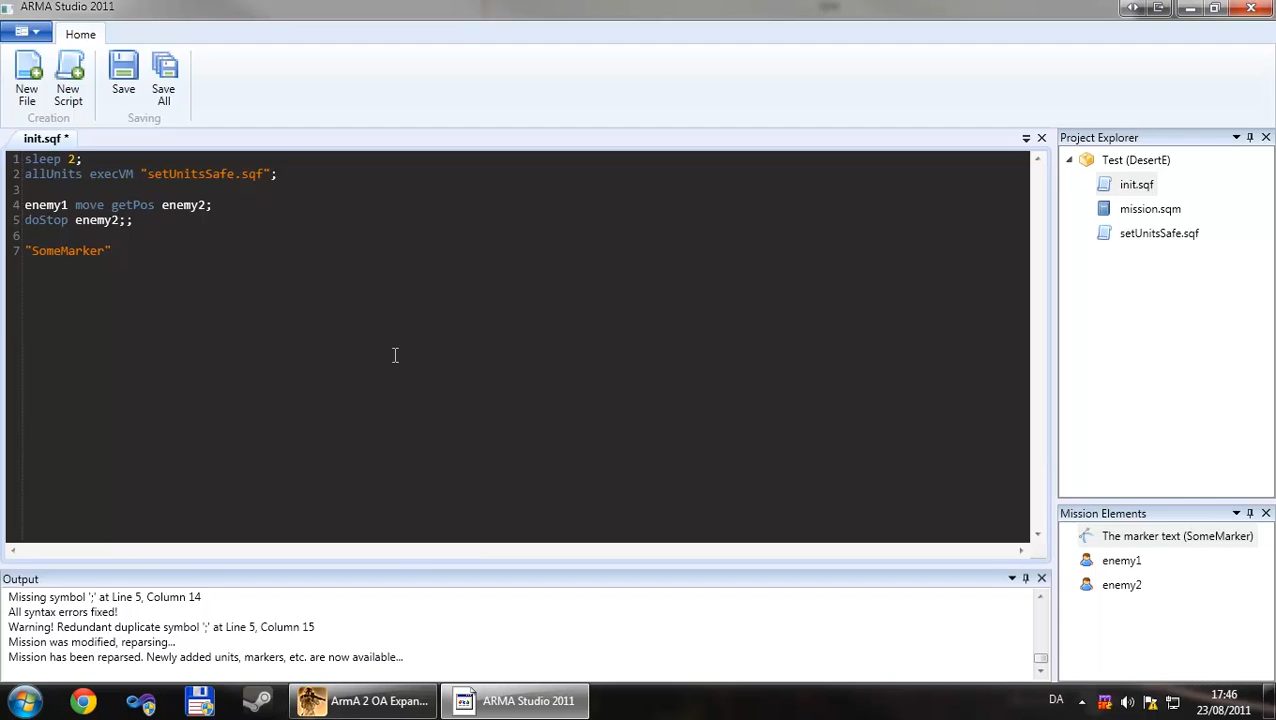 ARMA Studio 2011
Home
New File
New Script
Save
Save All
Creation
Saving
init.sqf *
1 sleep 2;
2 allUnits execVM "setUnitsSafe.sqf";
3
4 enemy1 move getPos enemy2;
5 doStop enemy2;;
6
7 "SomeMarker"
Project Explorer
Test (DesertE)
init.sqf
mission.sqm
setUnitsSafe.sqf
Mission Elements
The marker text (SomeMarker)
enemy1
enemy2
Output
Missing symbol ';' at Line 5, Column 14
All syntax errors fixed!
Warning! Redundant duplicate symbol ';' at Line 5, Column 15
Mission was modified, reparsing...
Mission has been reparsed. Newly added units, markers, etc. are now available...
ArmA 2 OA Expan...
ARMA Studio 2011
DA
17:46
23/08/2011